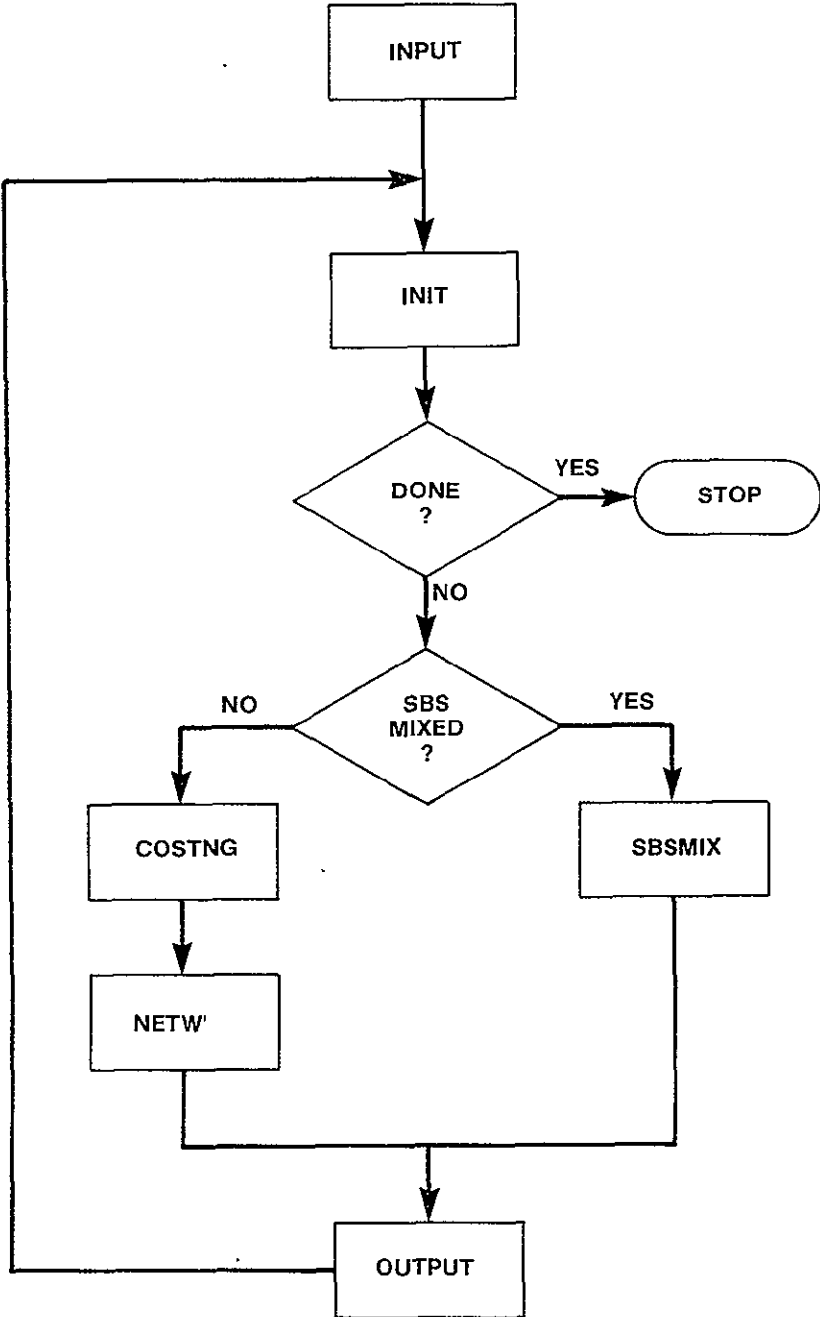 INPUT
INIT
DONE
?
YES
STOP
NO
SBS
MIXED
?
NO
YES
COSTNG
SBSMIX
NETW'
OUTPUT